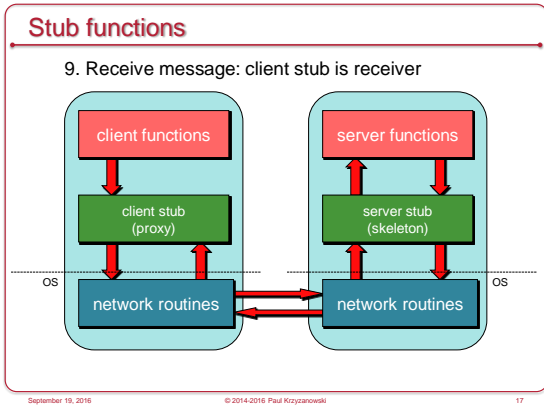 Stub functions
9. Receive message: client stub is receiver
client functions
server functions
client stub
(proxy)
server stub
(skeleton)
OS
OS
network routines
network routines
September 19, 2016
© 2014-2016 Paul Krzyzanowski
17